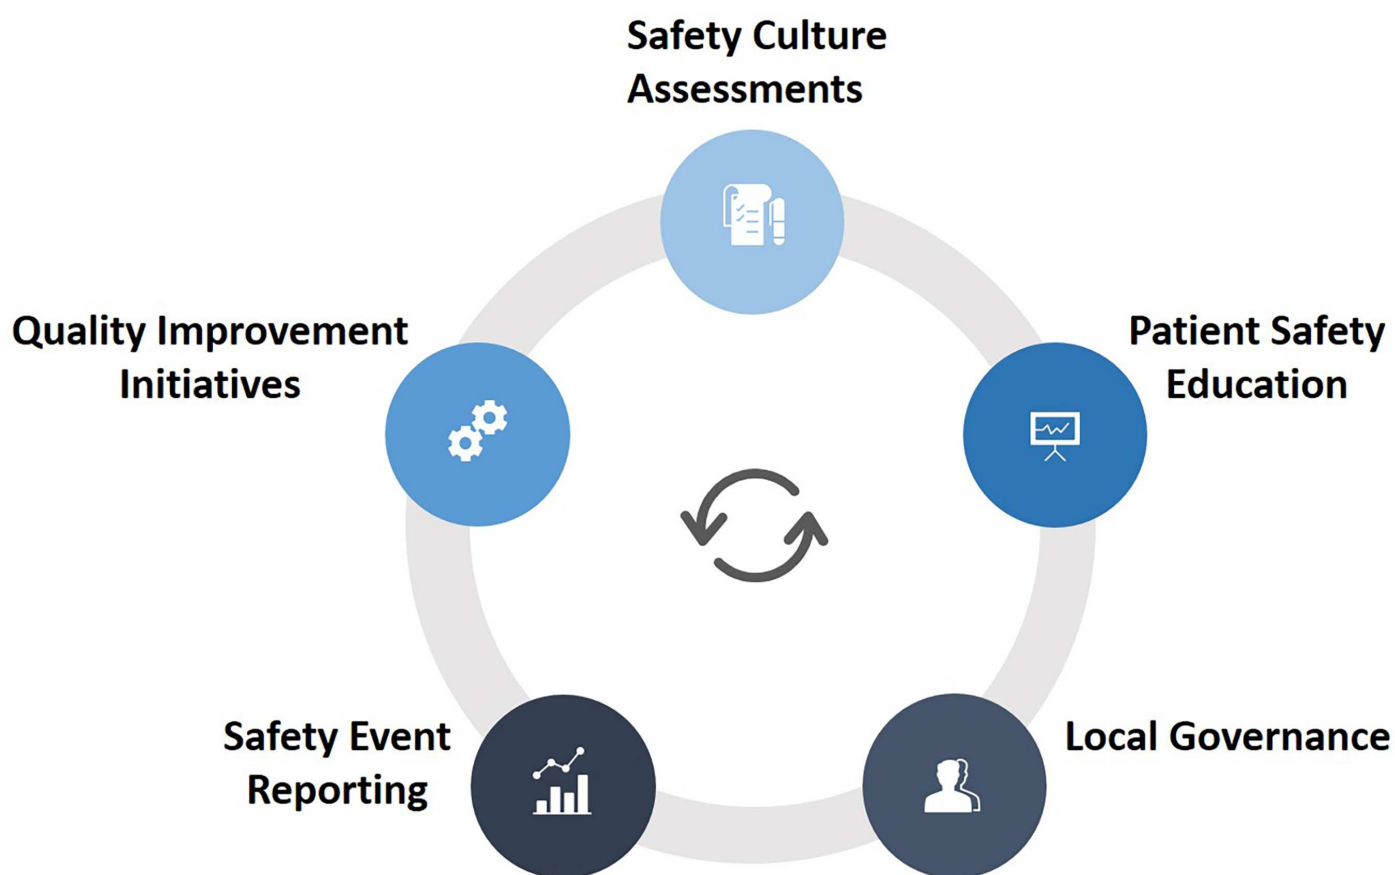 Safety Culture
Assessments
Quality Improvement
Initiatives
Patient Safety
Education
Safety Event
Reporting
Local Governance